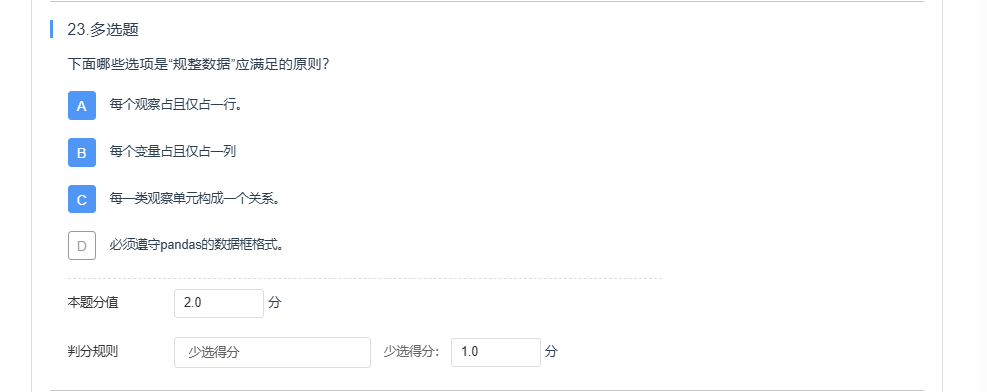 23.多选题
下面哪些选项是“规整数据”应满足的原则？
A 每个观察占且仅占一行。
B 每个变量占且仅占一列
C 每一类观察单元构成一个关系。
D 必须遵守pandas的数据框格式。
本题分值 2.0 分
判分规则 少选得分 少选得分： 1.0 分